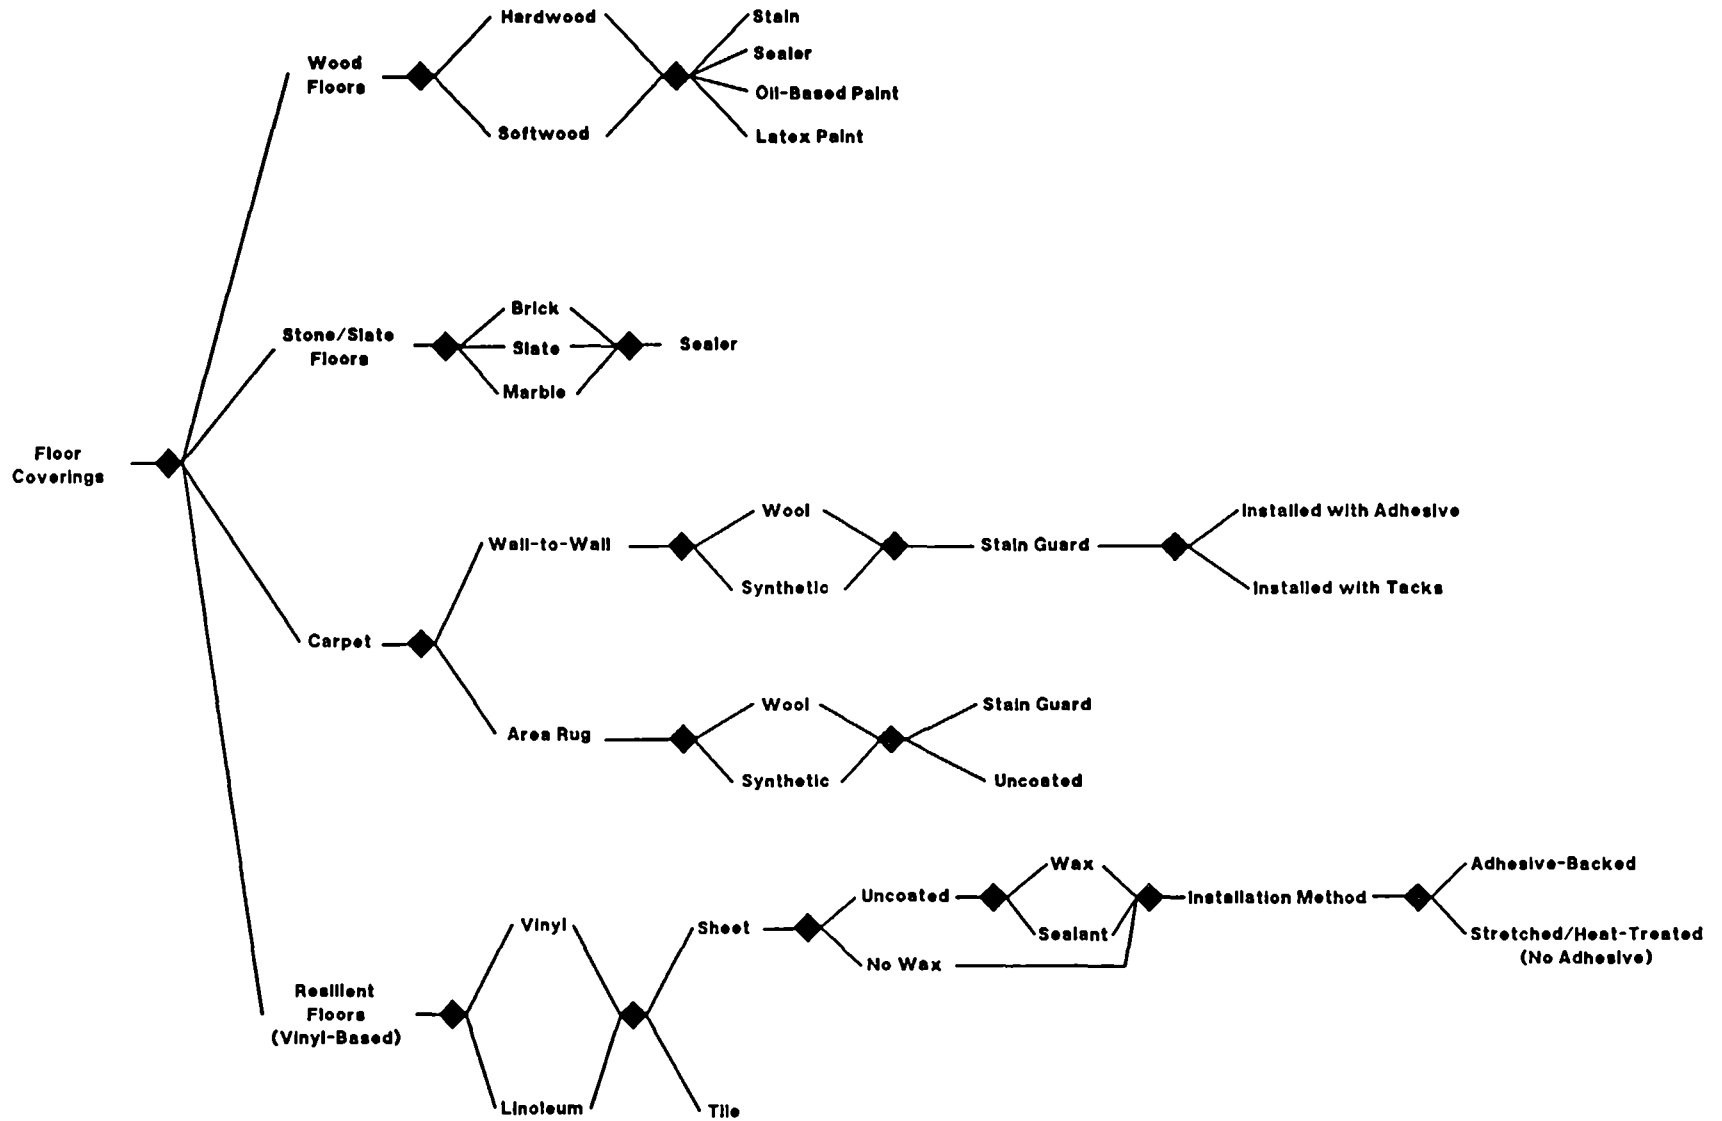 Hardwood
Stain
Wood
Floors
Sealer
Oil-Based Paint
Softwood
Latex Paint
Brick
Stone/Slate
Floors
Slate
Sealer
Marble
Floor
Coverings
Wool
Installed with Adhesive
Wall-to-Wall
Stain Guard
Synthetic
Installed with Tacks
Carpet
Wool
Stain Guard
Area Rug
Synthetic
Uncoated
Wax
Adhesive-Backed
Uncoated
Installation Method
Vinyl
Sheet
Sealant
Stretched/Heat-Treated
(No Adhesive)
No Wax
Resilient
Floors
(Vinyl-Based)
Linoleum
Tile